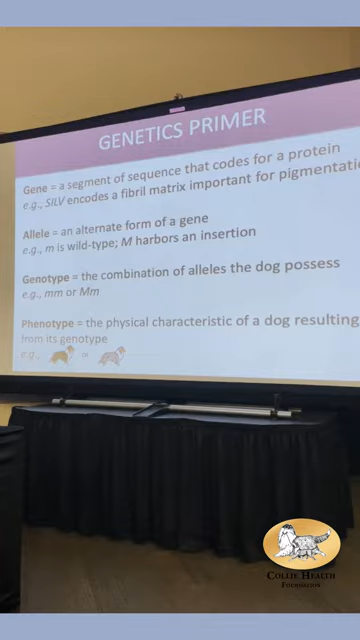 GENETICS PRIMER
Gene = a segment of sequence that codes for a protein
e.g., SILV encodes a fibril matrix important for pigmentati
Allele = an alternate form of a gene
e.g., m is wild-type; M harbors an insertion
Genotype = the combination of alleles the dog possess
e.g., mm or Mm
Phenotype = the physical characteristic of a dog resulting
from its genotype
e.g., or
COLLIE HEALTH
FOUNDATION